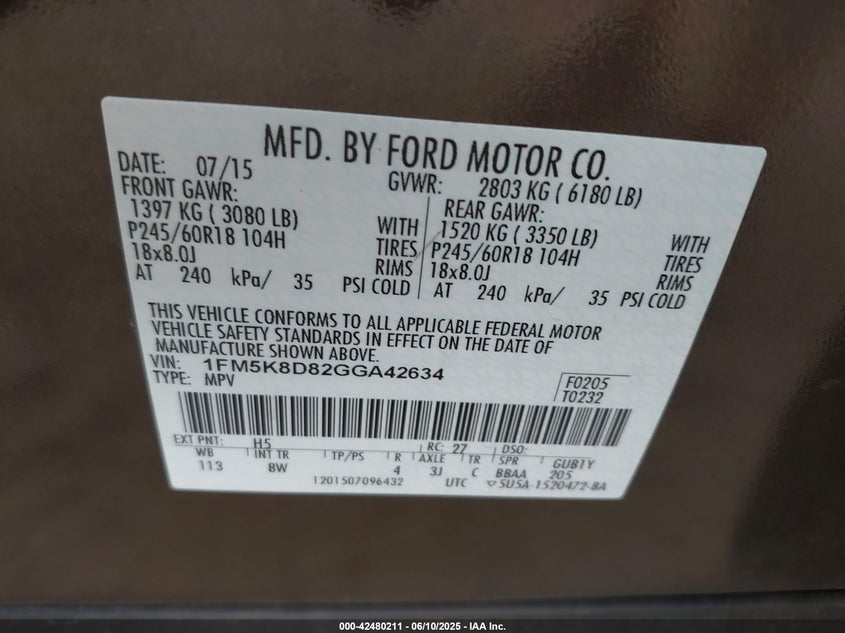 MFD. BY FORD MOTOR CO.
DATE: 07/15 GVWR: 2803 KG ( 6180 LB)
FRONT GAWR: REAR GAWR:
1397 KG ( 3080 LB) WITH 1520 KG ( 3350 LB) WITH
P245/60R18 104H TIRES P245/60R18 104H TIRES
18x8.0J RIMS 18x8.0J RIMS
AT 240 kPa/ 35 PSI COLD AT 240 kPa/ 35 PSI COLD
THIS VEHICLE CONFORMS TO ALL APPLICABLE FEDERAL MOTOR
VEHICLE SAFETY STANDARDS IN EFFECT ON THE DATE OF
MANUFACTURE SHOWN ABOVE.
VIN: 1FM5K8D82GGA42634
TYPE: MPV
F0205
T0232
EXT PNT: H5 RC: 27 DSO:
WB INT TR TP/PS R AXLE TR SPR GUB1Y
113 8W 4 3J C BBAA 205
1201507096432 UTC ▽5U5A-1520472-BA
000-42480211 - 06/10/2025 - IAA Inc.